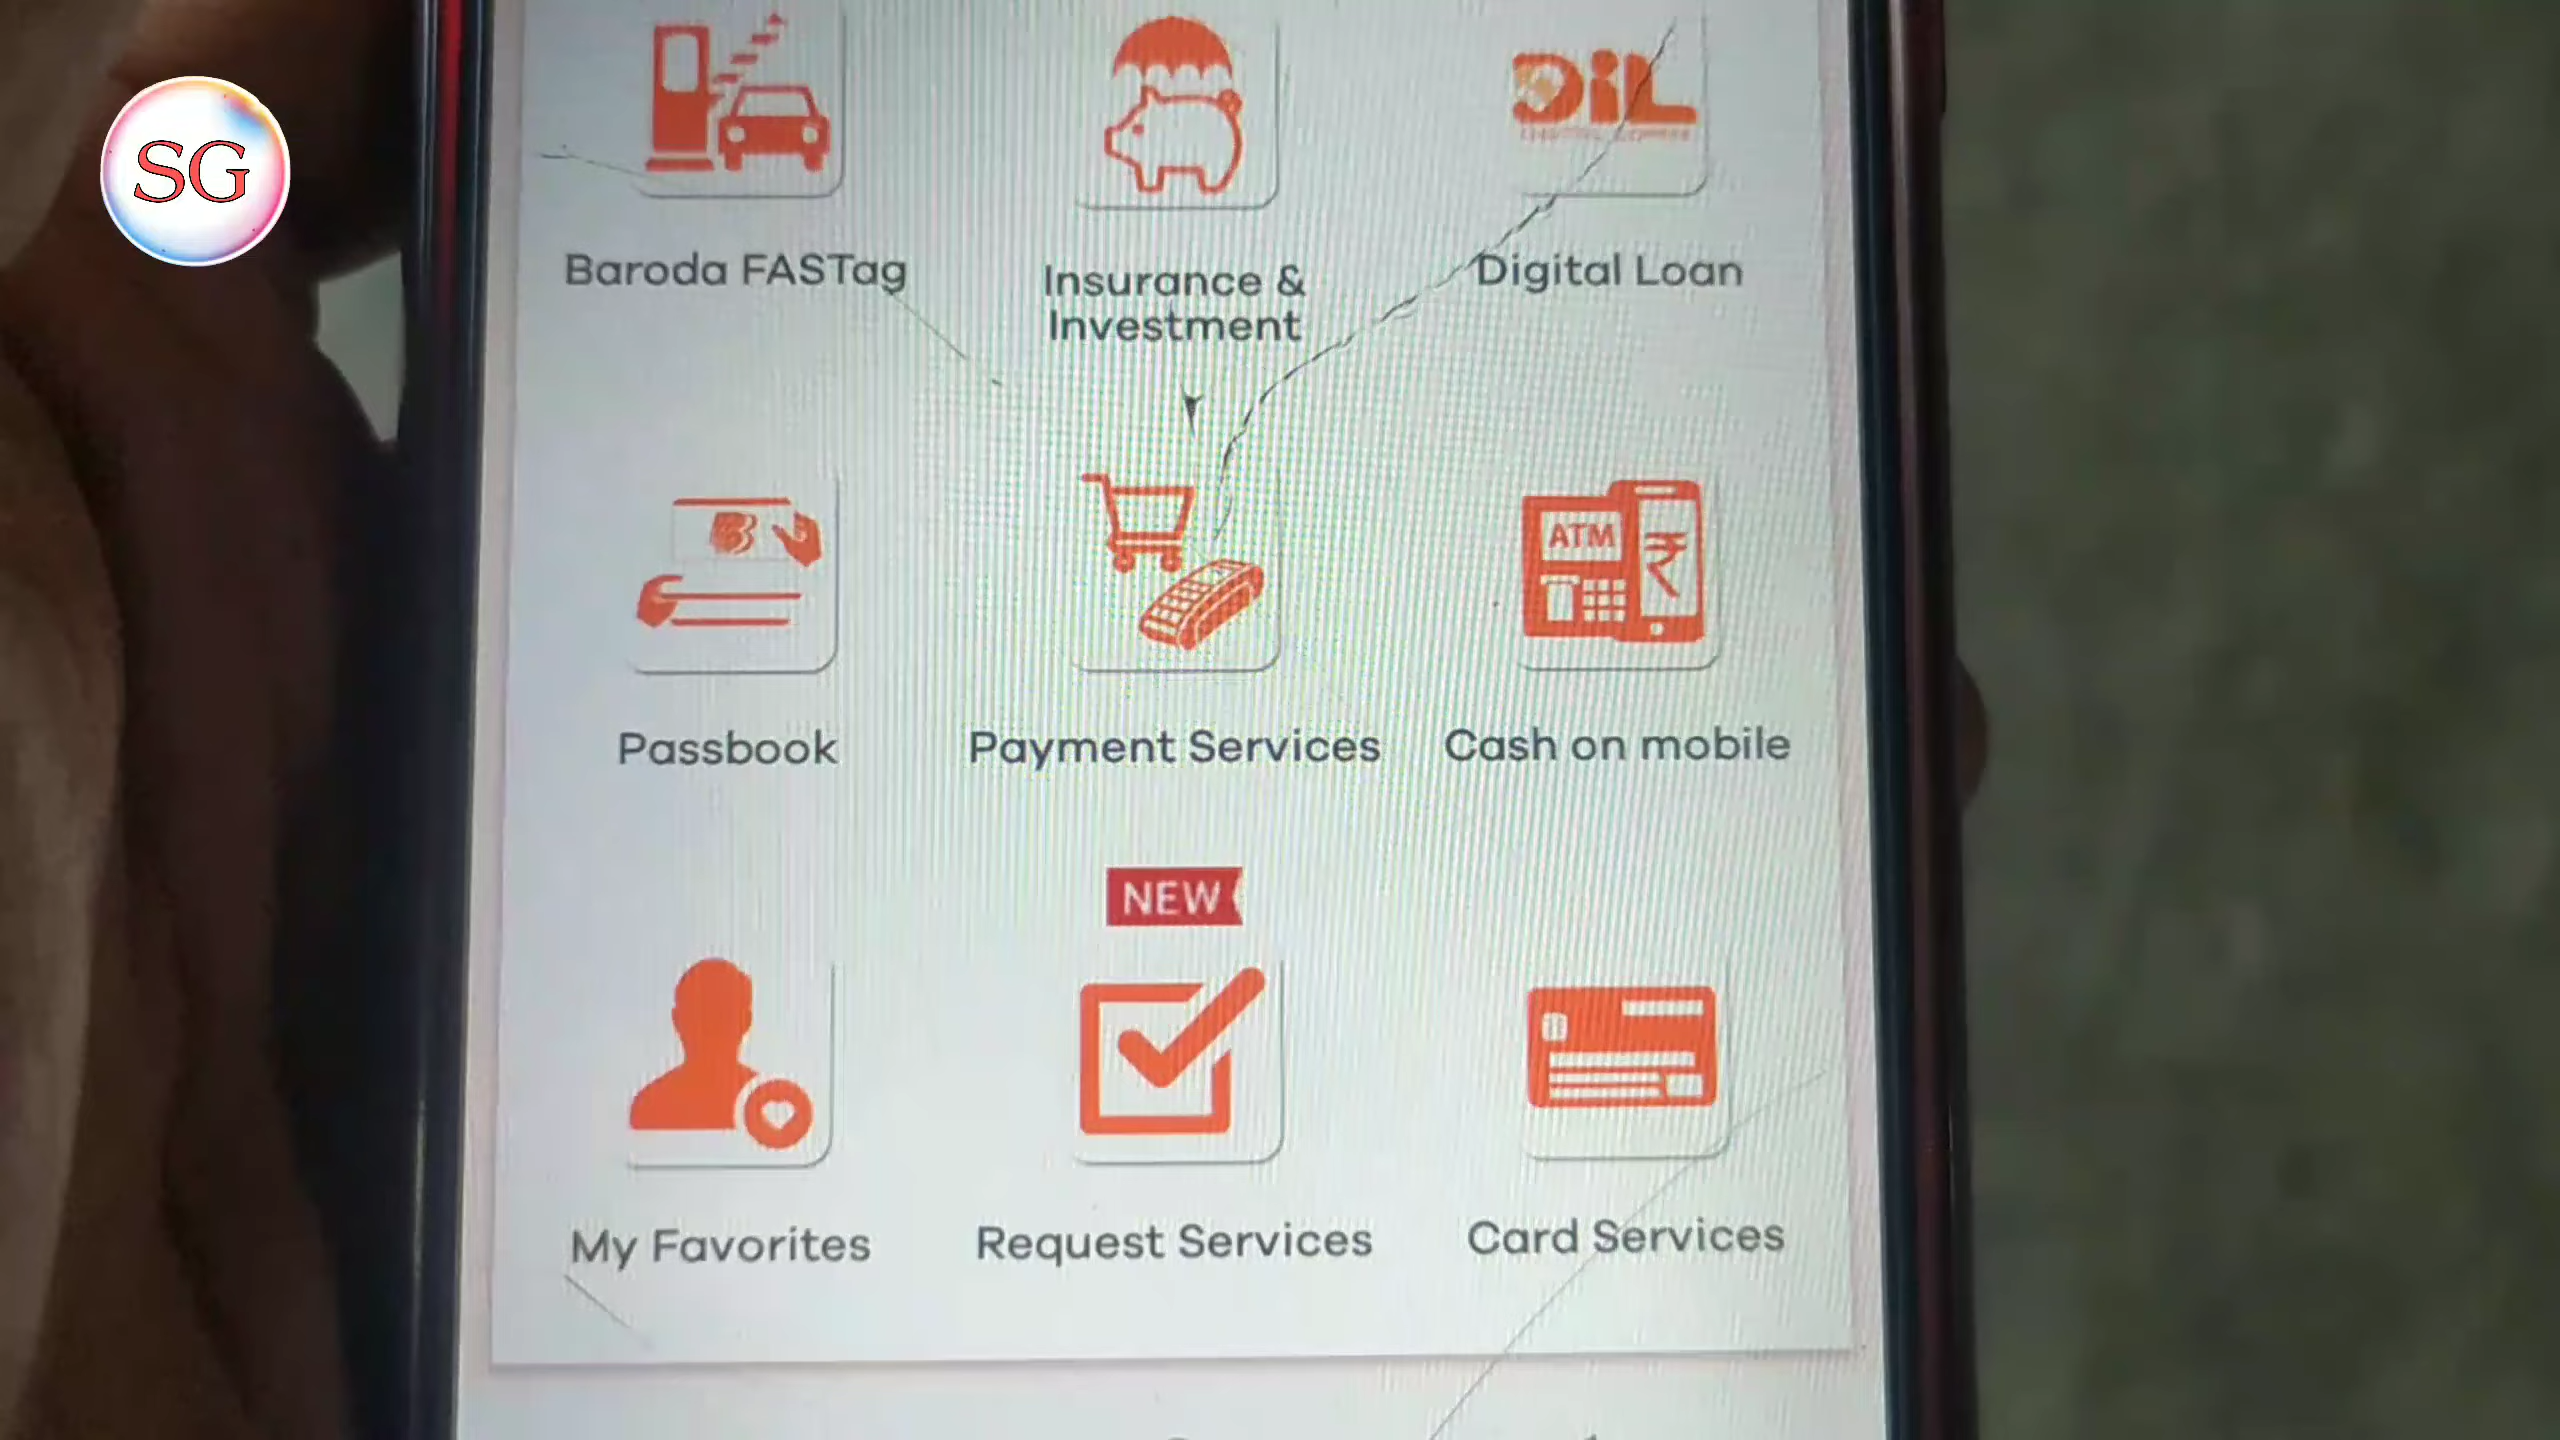 SG
DiL
Baroda FASTag
Insurance &
Investment
Digital Loan
ATM
₹
Passbook
Payment Services
Cash on mobile
NEW
My Favorites
Request Services
Card Services